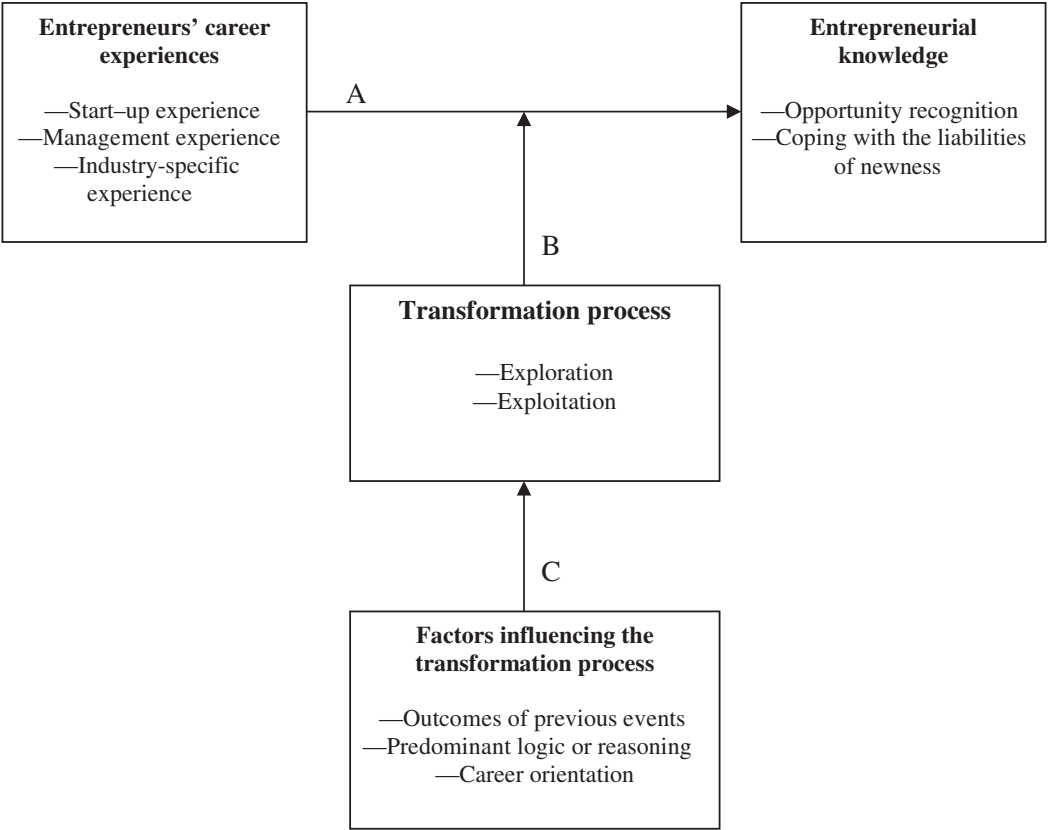 Entrepreneurs’ career
experiences
—Start–up experience
—Management experience
—Industry-specific
experience
A
Entrepreneurial
knowledge
—Opportunity recognition
—Coping with the liabilities
of newness
B
Transformation process
—Exploration
—Exploitation
C
Factors influencing the
transformation process
—Outcomes of previous events
—Predominant logic or reasoning
—Career orientation